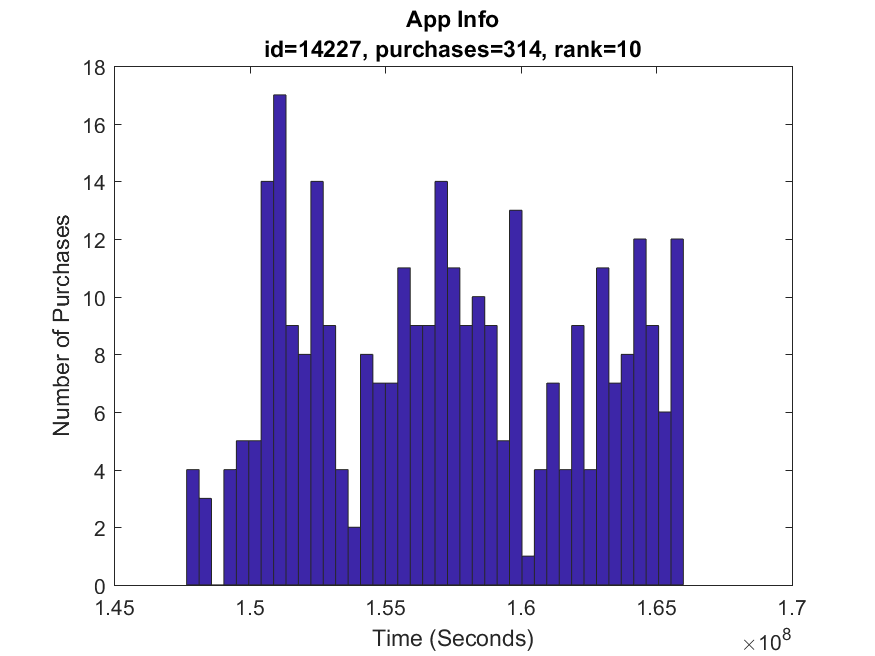 App Info
id=14227, purchases=314, rank=10
18
16
14
12
10
8
6
4
2
0
Number of Purchases
1.45 1.5 1.55 1.6 1.65 1.7
Time (Seconds)
×10^8